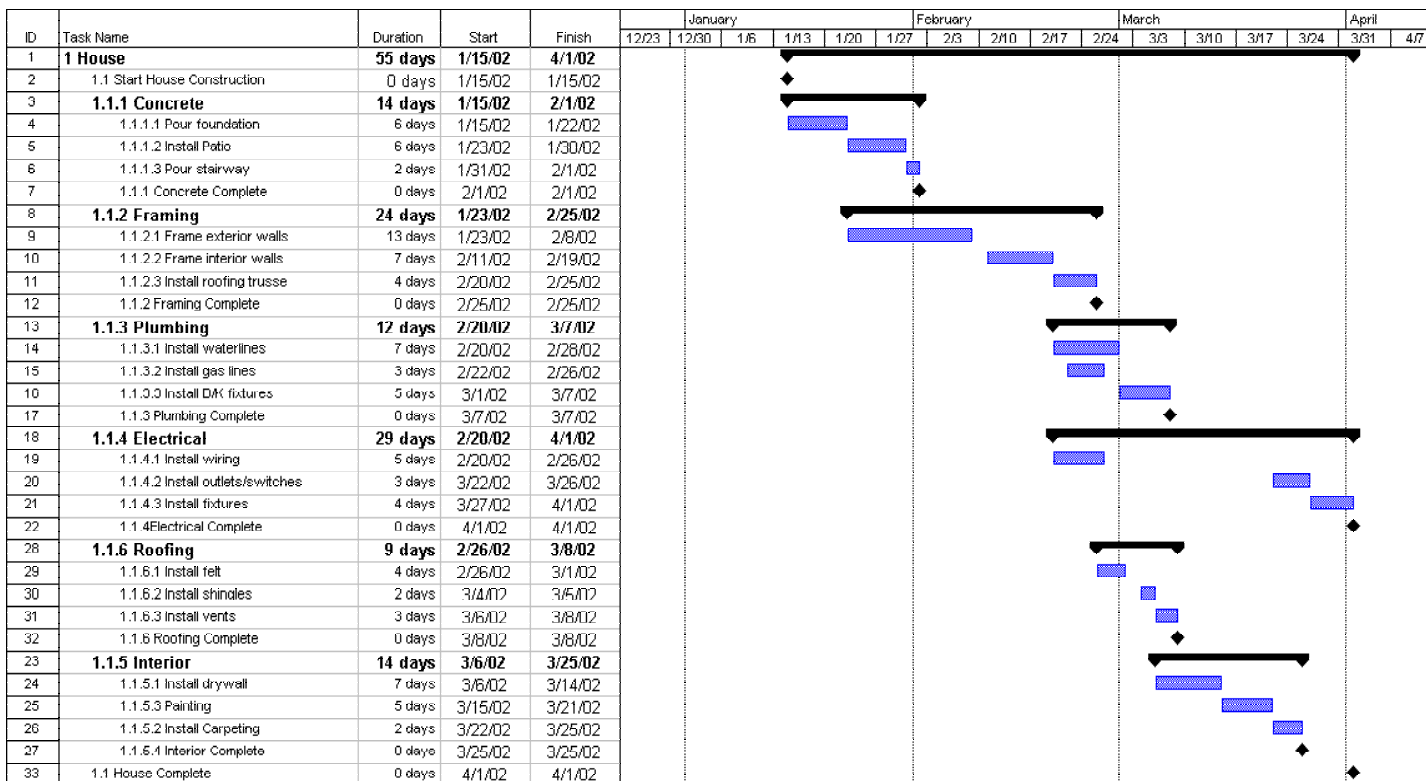 January February March April
ID Task Name Duration Start Finish 12/23 12/30 1/6 1/13 1/20 1/27 2/3 2/10 2/17 2/24 3/3 3/10 3/17 3/24 3/31 4/7
1 1 House 55 days 1/15/02 4/1/02
2 1.1 Start House Construction 0 days 1/15/02 1/15/02
3 1.1.1 Concrete 14 days 1/15/02 2/1/02
4 1.1.1.1 Pour foundation 6 days 1/15/02 1/22/02
5 1.1.1.2 Install Patio 6 days 1/23/02 1/30/02
6 1.1.1.3 Pour stairway 2 days 1/31/02 2/1/02
7 1.1.1 Concrete Complete 0 days 2/1/02 2/1/02
8 1.1.2 Framing 24 days 1/23/02 2/25/02
9 1.1.2.1 Frame exterior walls 13 days 1/23/02 2/8/02
10 1.1.2.2 Frame interior walls 7 days 2/11/02 2/19/02
11 1.1.2.3 Install roofing trusse 4 days 2/20/02 2/25/02
12 1.1.2 Framing Complete 0 days 2/25/02 2/25/02
13 1.1.3 Plumbing 12 days 2/20/02 3/7/02
14 1.1.3.1 Install waterlines 7 days 2/20/02 2/28/02
15 1.1.3.2 Install gas lines 3 days 2/22/02 2/26/02
16 1.1.3.3 Install B/K fixtures 5 days 3/1/02 3/7/02
17 1.1.3 Plumbing Complete 0 days 3/7/02 3/7/02
18 1.1.4 Electrical 29 days 2/20/02 4/1/02
19 1.1.4.1 Install wiring 5 days 2/20/02 2/26/02
20 1.1.4.2 Install outlets/switches 3 days 3/22/02 3/26/02
21 1.1.4.3 Install fixtures 4 days 3/27/02 4/1/02
22 1.1.4Electrical Complete 0 days 4/1/02 4/1/02
28 1.1.6 Roofing 9 days 2/26/02 3/8/02
29 1.1.6.1 Install felt 4 days 2/26/02 3/1/02
30 1.1.6.2 Install shingles 2 days 3/4/02 3/5/02
31 1.1.6.3 Install vents 3 days 3/6/02 3/8/02
32 1.1.6 Roofing Complete 0 days 3/8/02 3/8/02
23 1.1.5 Interior 14 days 3/6/02 3/25/02
24 1.1.5.1 Install drywall 7 days 3/6/02 3/14/02
25 1.1.5.3 Painting 5 days 3/15/02 3/21/02
26 1.1.5.2 Install Carpeting 2 days 3/22/02 3/25/02
27 1.1.5.4 Interior Complete 0 days 3/25/02 3/25/02
33 1.1 House Complete 0 days 4/1/02 4/1/02